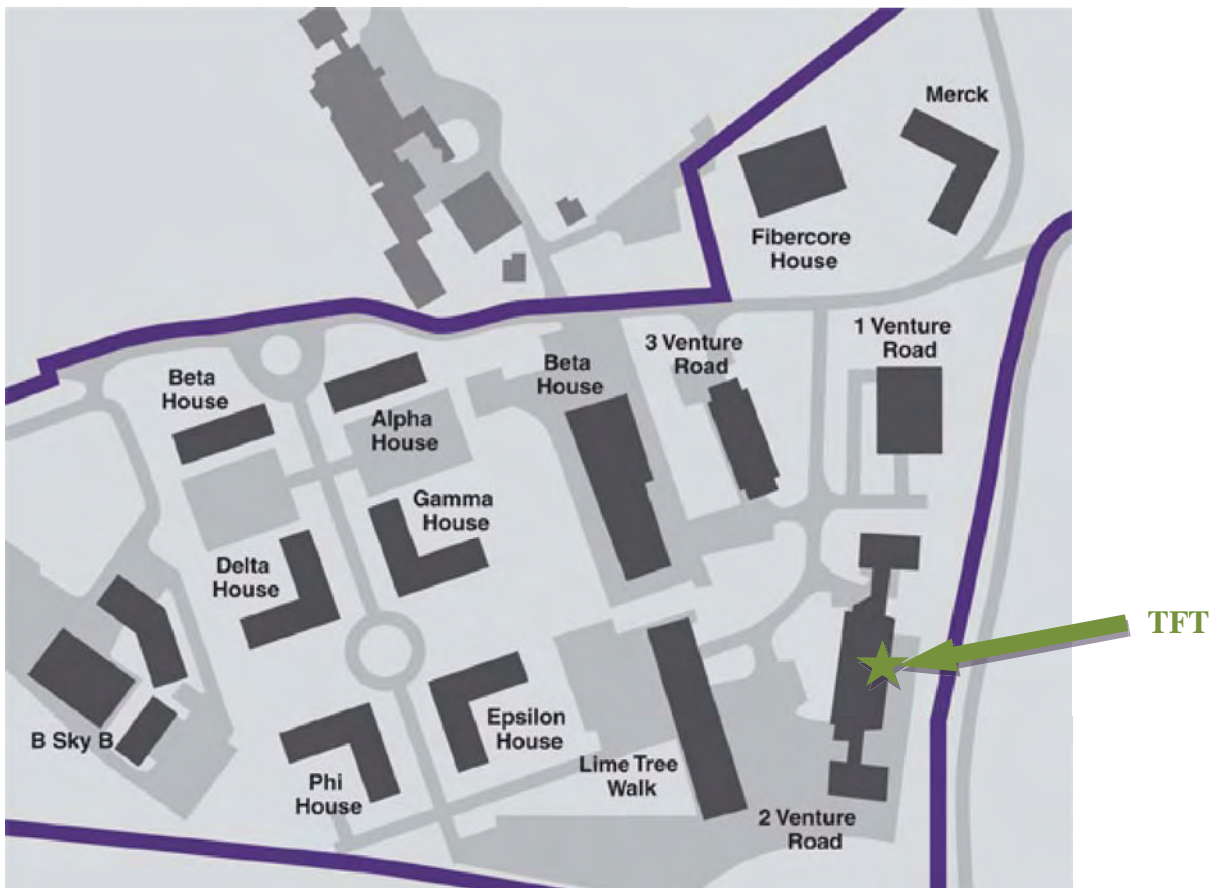 Merck
Fibercore
House
1 Venture
Road
3 Venture
Road
Beta
House
Beta
House
Alpha
House
Gamma
House
Delta
House
TFT
Epsilon
House
B Sky B
Lime Tree
Walk
Phi
House
2 Venture
Road